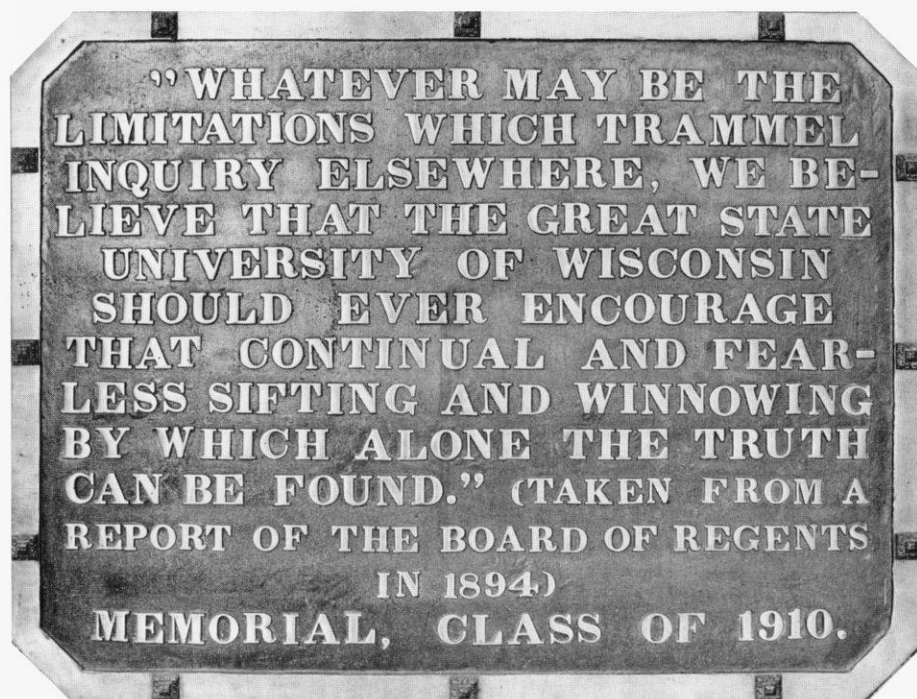 "WHATEVER MAY BE THE
LIMITATIONS WHICH TRAMMEL
INQUIRY ELSEWHERE, WE BE-
LIEVE THAT THE GREAT STATE
UNIVERSITY OF WISCONSIN
SHOULD EVER ENCOURAGE
THAT CONTINUAL AND FEAR-
LESS SIFTING AND WINNOWING
BY WHICH ALONE THE TRUTH
CAN BE FOUND." (TAKEN FROM A
REPORT OF THE BOARD OF REGENTS
IN 1894)
MEMORIAL, CLASS OF 1910.